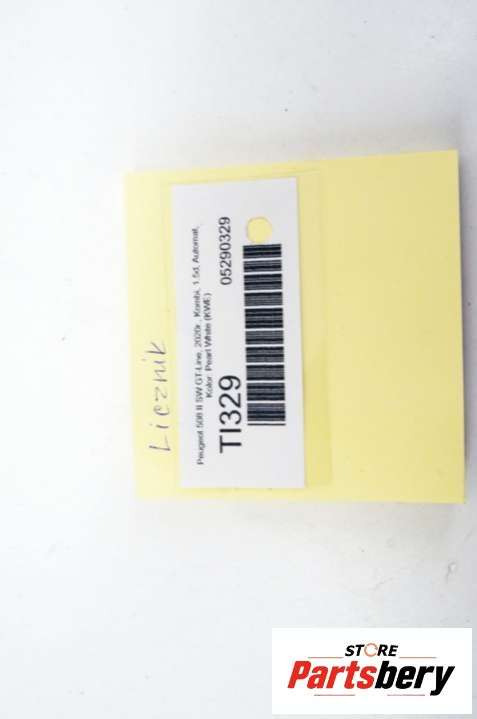 Licznik
Peugeot 508 II SW GT-Line, 2020r., Kombi, 1.5d, Automat,
Kolor: Pearl White (KWE)
TI329 05290329
STORE
Partsbery